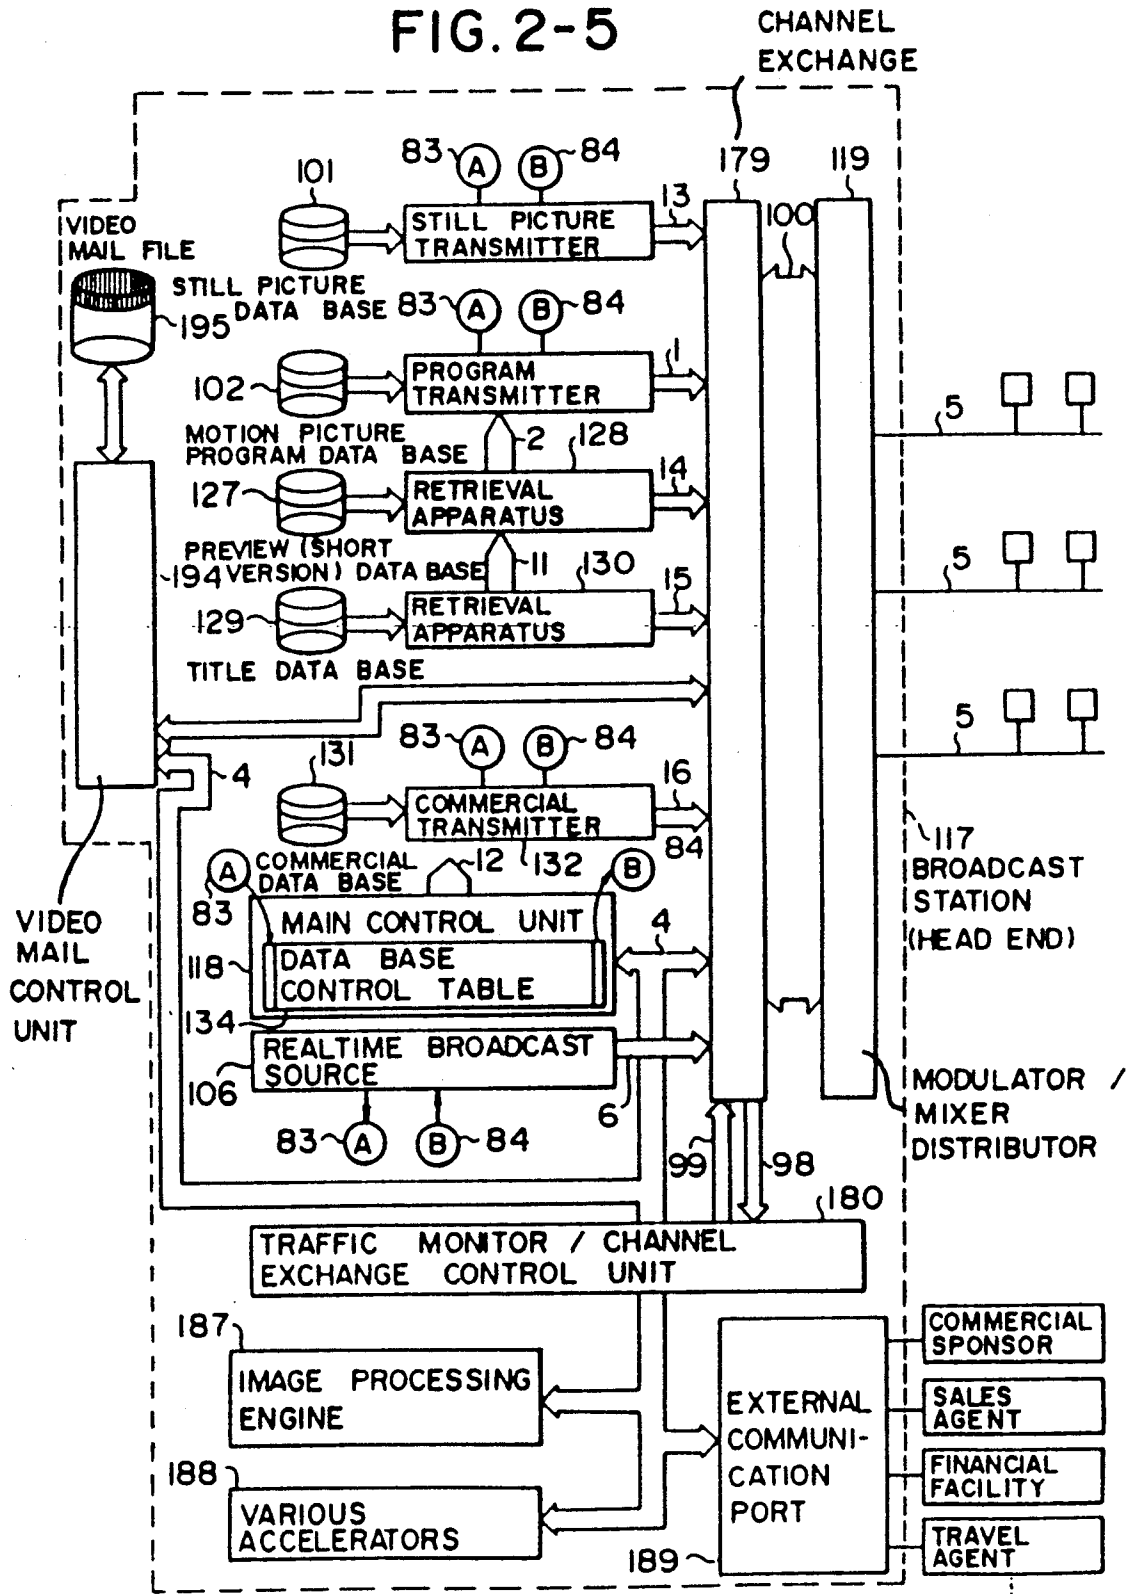 FIG. 2-5
CHANNEL
EXCHANGE
83 A B 84
101
179
119
13
100
STILL PICTURE
TRANSMITTER
VIDEO
MAIL FILE
STILL PICTURE
DATA BASE
195
83 A B 84
1
102
PROGRAM
TRANSMITTER
MOTION PICTURE
PROGRAM DATA BASE
2
128
5
127
RETRIEVAL
APPARATUS
14
PREVIEW (SHORT
VERSION) DATA BASE
194
11
130
5
129
RETRIEVAL
APPARATUS
15
TITLE DATA BASE
83 A B 84
5
4
131
COMMERCIAL
TRANSMITTER
16
84
132
12
COMMERCIAL
DATA BASE
A
83
B
117
BROADCAST
STATION
(HEAD END)
VIDEO
MAIL
CONTROL
UNIT
MAIN CONTROL UNIT
118
DATA BASE
CONTROL TABLE
134
4
REALTIME BROADCAST
SOURCE
106
6
83 A B 84
MODULATOR /
MIXER
DISTRIBUTOR
99
98
180
TRAFFIC MONITOR / CHANNEL
EXCHANGE CONTROL UNIT
187
IMAGE PROCESSING
ENGINE
188
VARIOUS
ACCELERATORS
EXTERNAL
COMMUNI-
CATION
PORT
189
COMMERCIAL
SPONSOR
SALES
AGENT
FINANCIAL
FACILITY
TRAVEL
AGENT